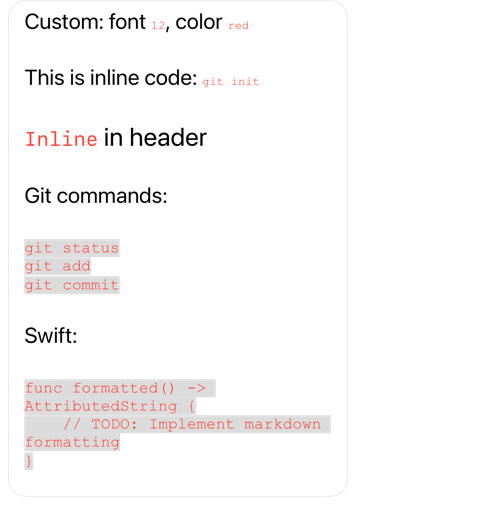 Custom: font 12, color red
This is inline code: git init
Inline in header
Git commands:
git status
git add
git commit
Swift:
func formatted() ->
AttributedString {
    // TODO: Implement markdown
formatting
}